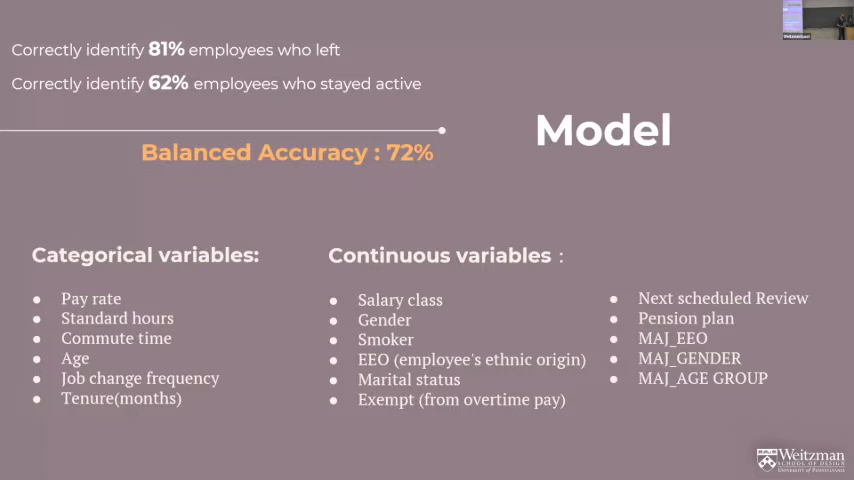 Correctly identify 81% employees who left
Correctly identify 62% employees who stayed active
Balanced Accuracy : 72%
Model
Categorical variables:
● Pay rate
● Standard hours
● Commute time
● Age
● Job change frequency
● Tenure(months)
Continuous variables :
● Salary class
● Gender
● Smoker
● EEO (employee's ethnic origin)
● Marital status
● Exempt (from overtime pay)
● Next scheduled Review
● Pension plan
● MAJ_EEO
● MAJ_GENDER
● MAJ_AGE GROUP
Weitzman
SCHOOL OF DESIGN
UNIVERSITY OF PENNSYLVANIA